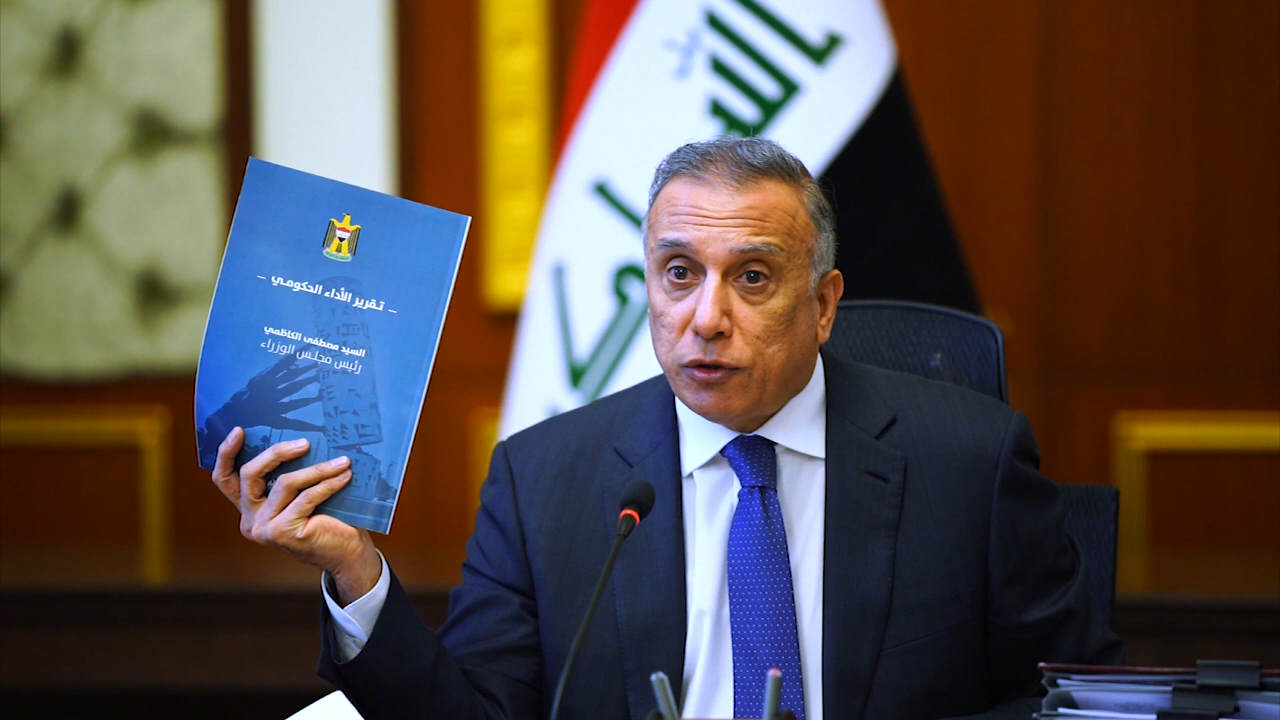 تقرير الأداء الحكومي
السيد مصطفى الكاظمي
رئيس مجلس الوزراء